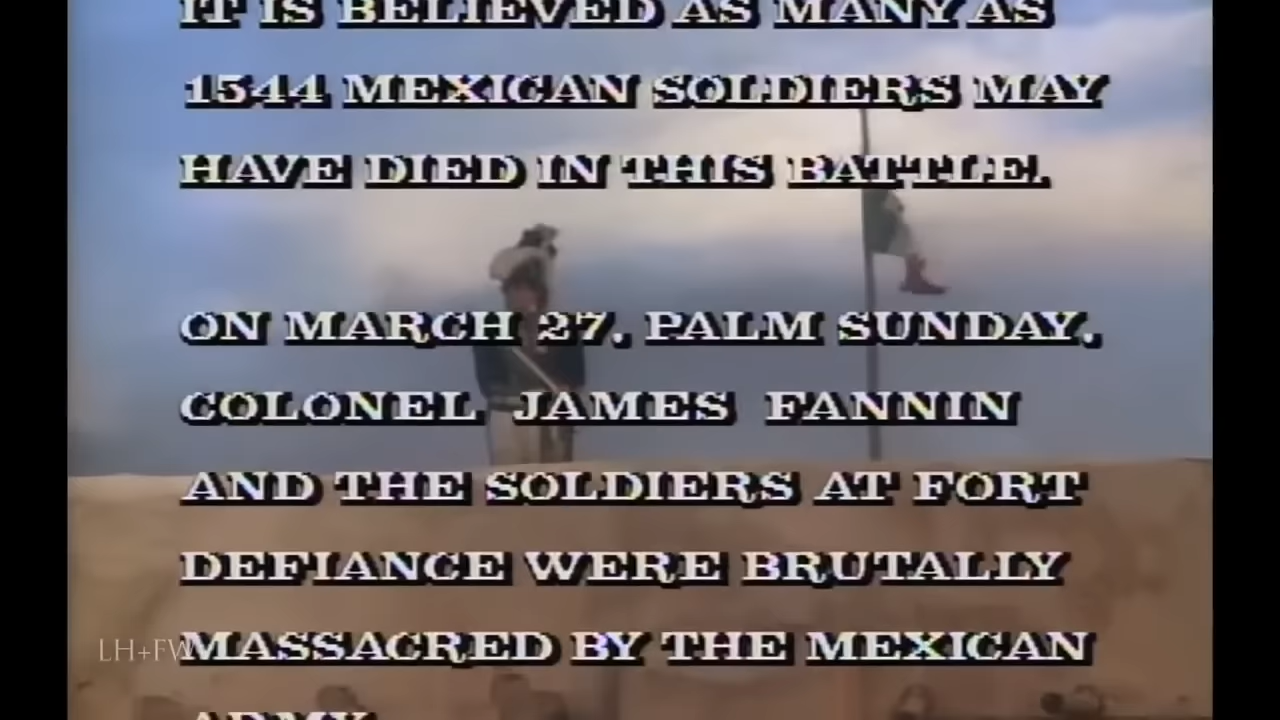 IT IS BELIEVED AS MANY AS
1544 MEXICAN SOLDIERS MAY
HAVE DIED IN THIS BATTLE.
ON MARCH 27, PALM SUNDAY,
COLONEL JAMES FANNIN
AND THE SOLDIERS AT FORT
DEFIANCE WERE BRUTALLY
MASSACRED BY THE MEXICAN
ARMY
LH+FW